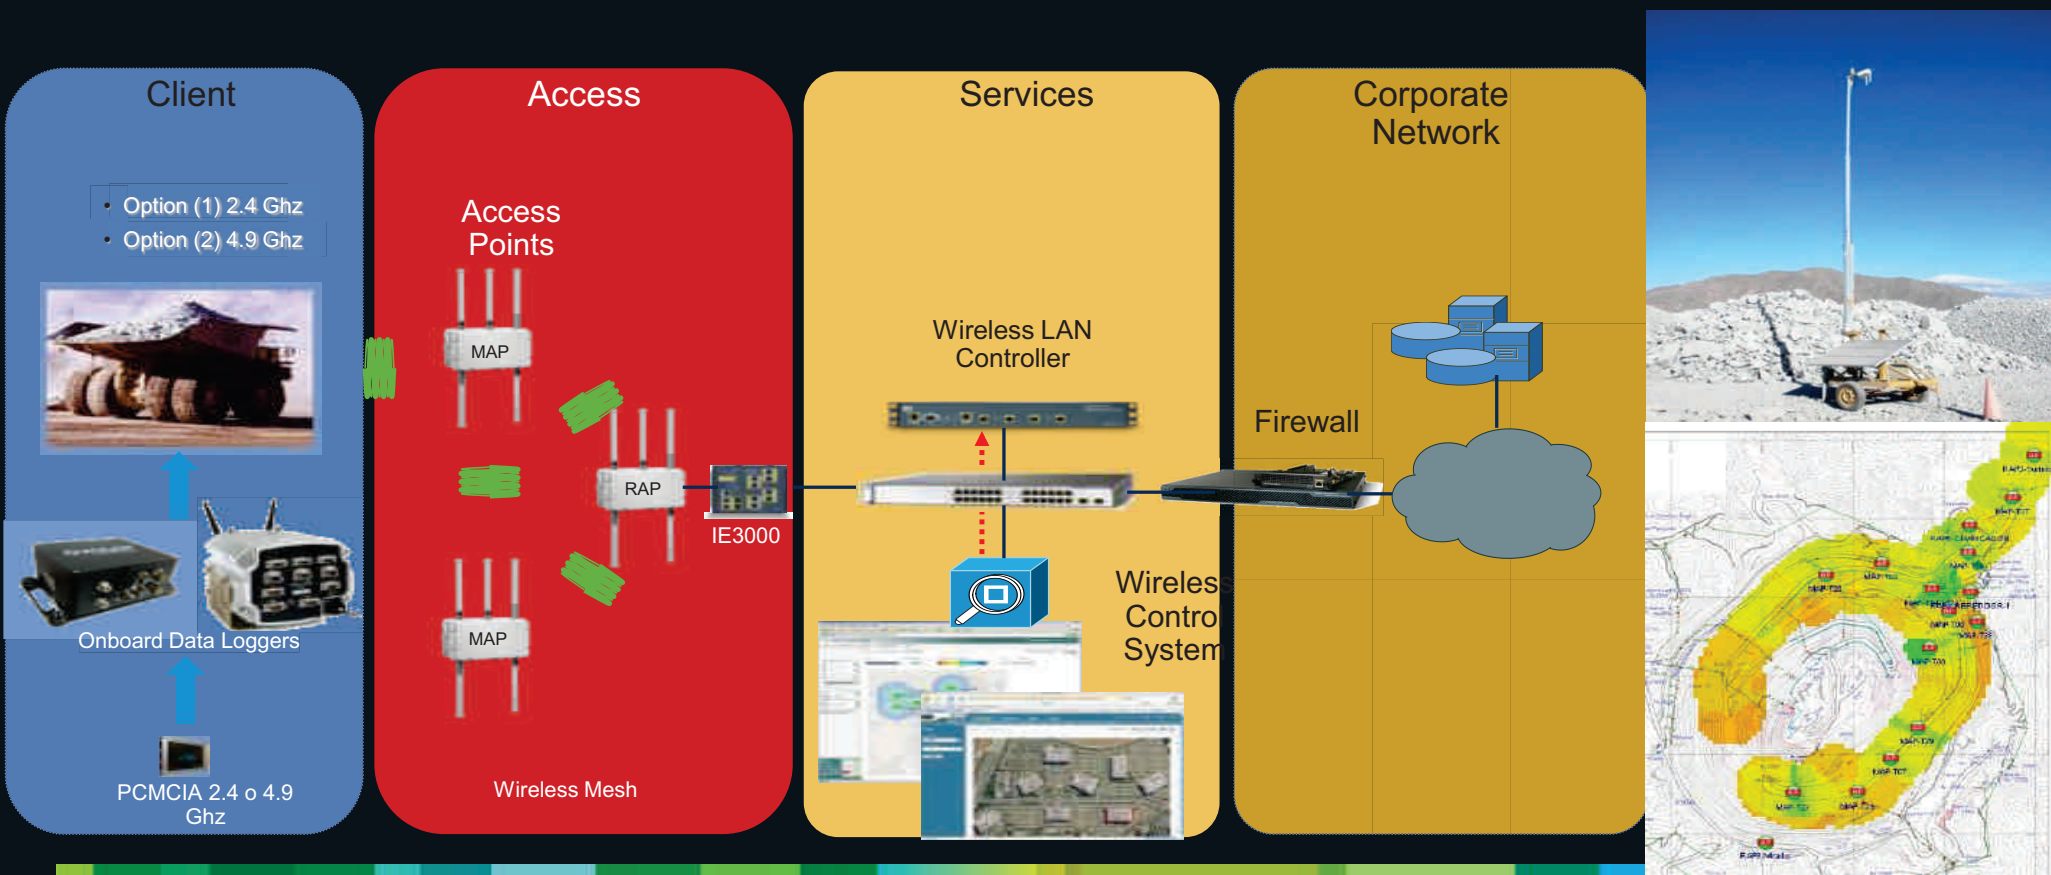 Client
• Option (1) 2.4 Ghz
• Option (2) 4.9 Ghz
Onboard Data Loggers
PCMCIA 2.4 o 4.9
Ghz
Access
Access
Points
MAP
RAP
IE3000
MAP
Wireless Mesh
Services
Wireless LAN
Controller
Wireless
Control
System
Corporate
Network
Firewall